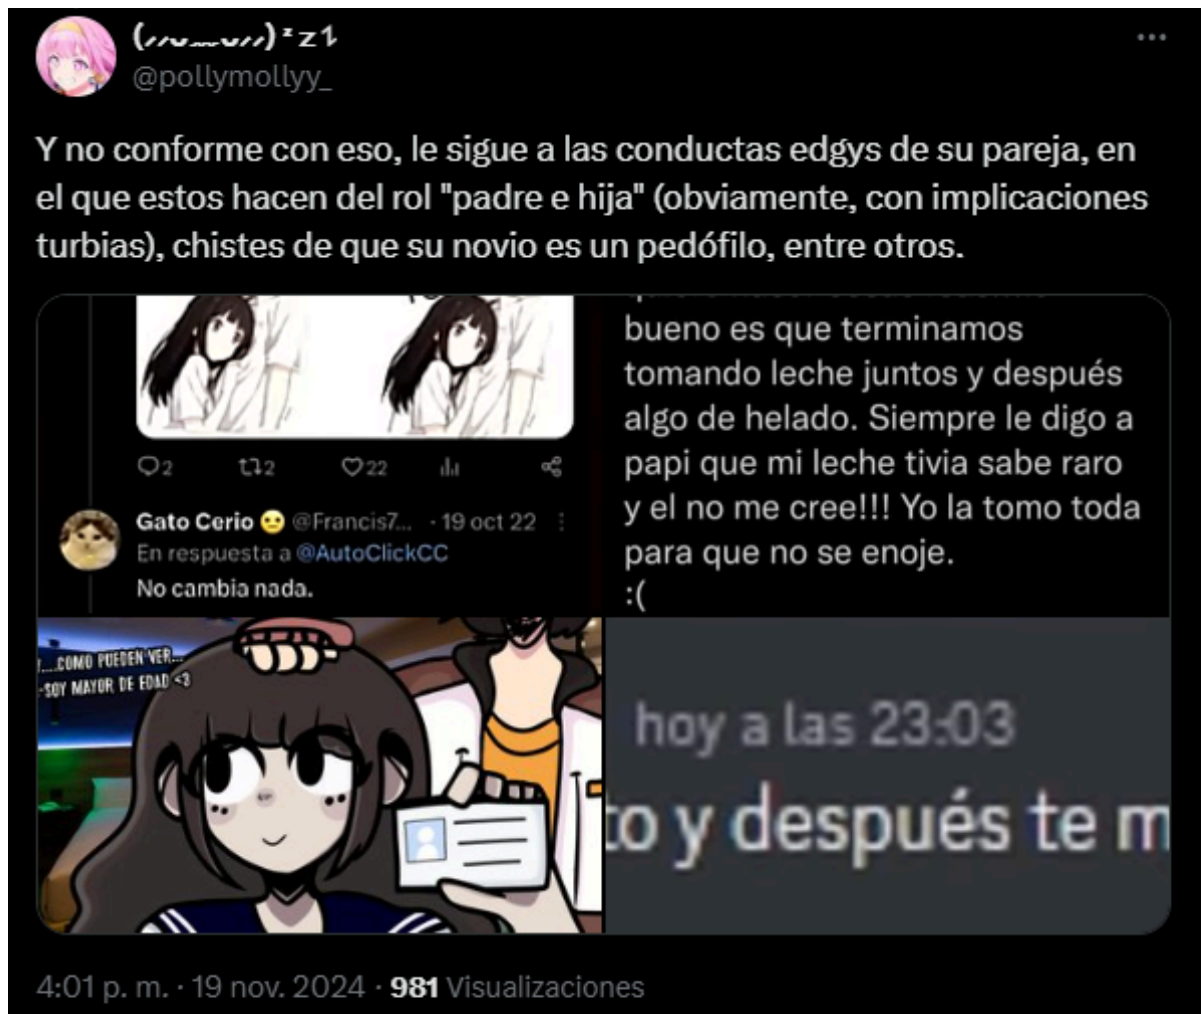 @pollymollyy_
Y no conforme con eso, le sigue a las conductas edgys de su pareja, en
el que estos hacen del rol "padre e hija" (obviamente, con implicaciones
turbias), chistes de que su novio es un pedófilo, entre otros.
2 2 22
Gato Cerio @Francis7... · 19 oct 22
En respuesta a @AutoClickCC
No cambia nada.
bueno es que terminamos
tomando leche juntos y después
algo de helado. Siempre le digo a
papi que mi leche tivia sabe raro
y el no me cree!!! Yo la tomo toda
para que no se enoje.
:(
...COMO PUEDEN VER...
-SOY MAYOR DE EDAD <3
hoy a las 23:03
to y después te m
4:01 p. m. · 19 nov. 2024 · 981 Visualizaciones